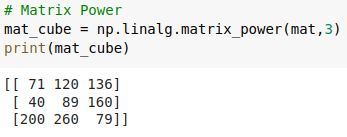 # Matrix Power
mat_cube = np.linalg.matrix_power(mat,3)
print(mat_cube)
[[ 71 120 136]
 [ 40  89 160]
 [200 260  79]]